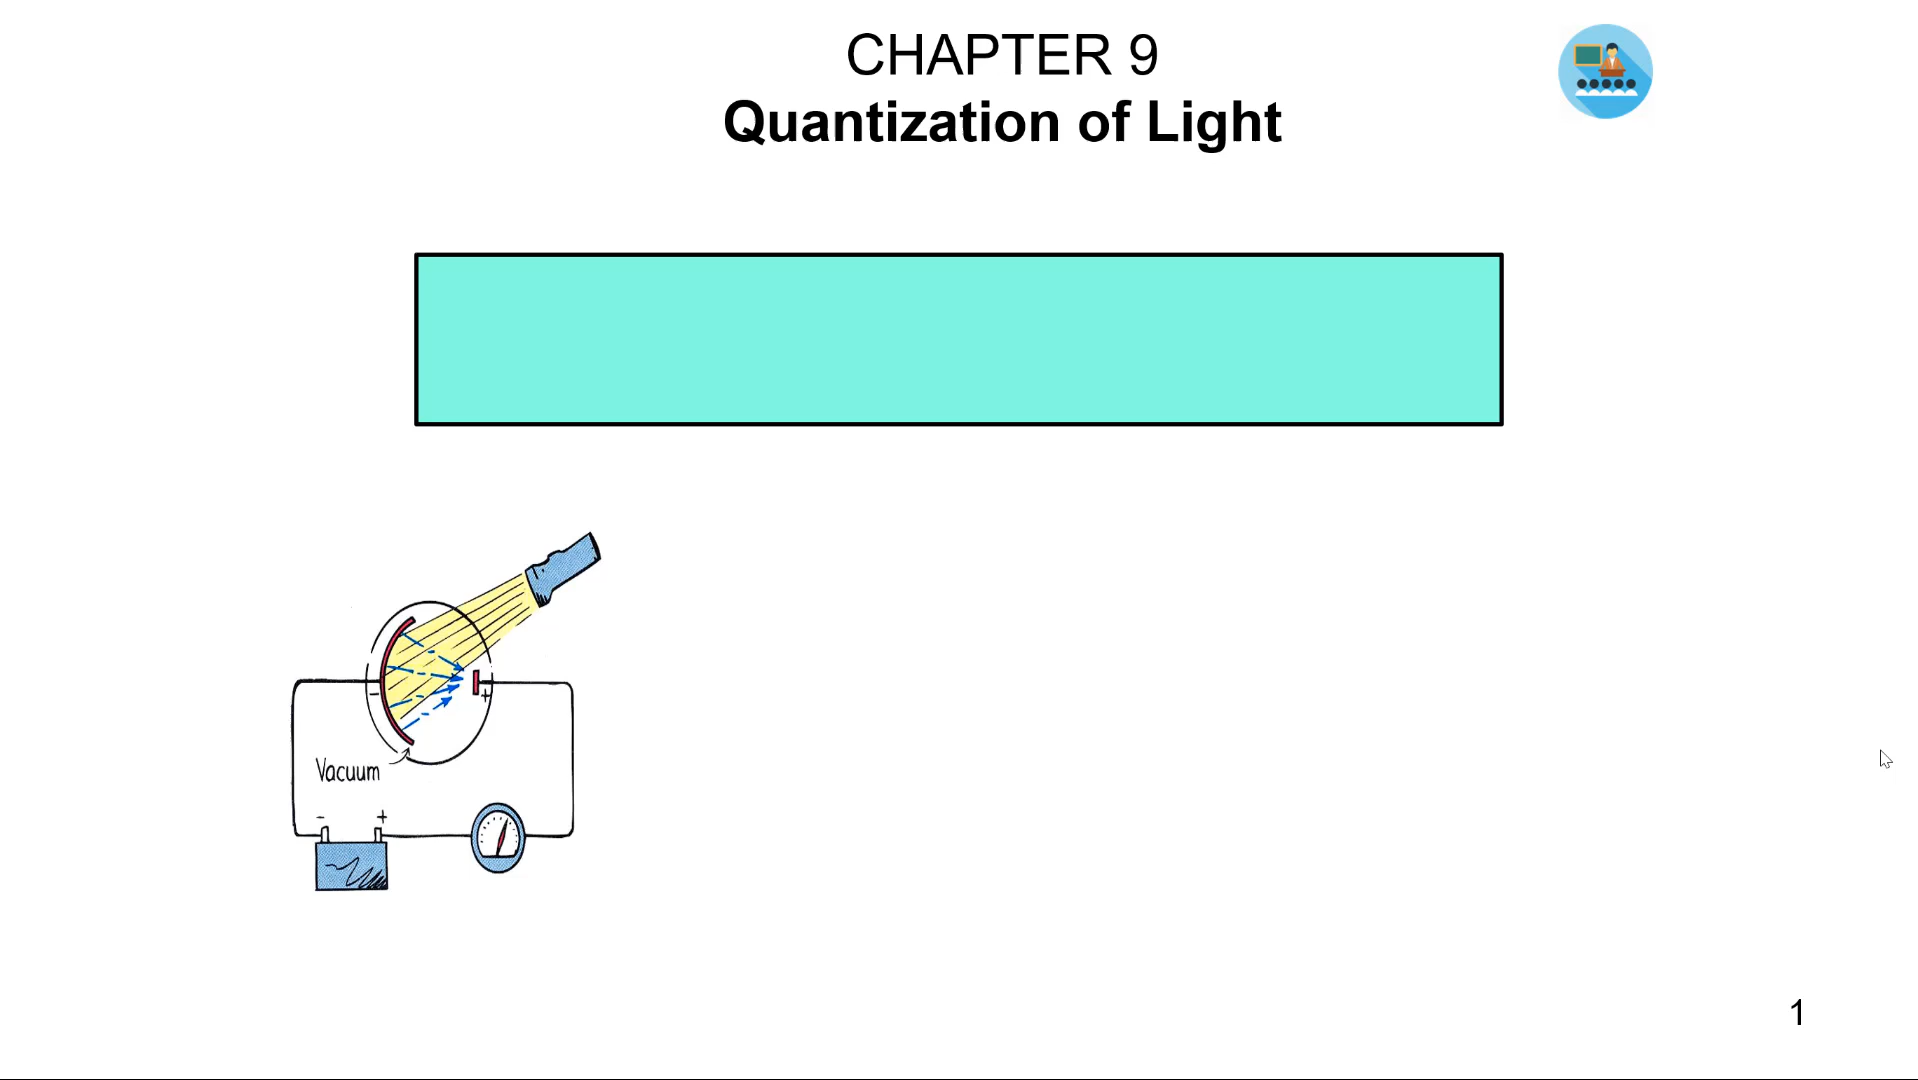 CHAPTER 9
Quantization of Light
-
+
Vacuum
- +
1